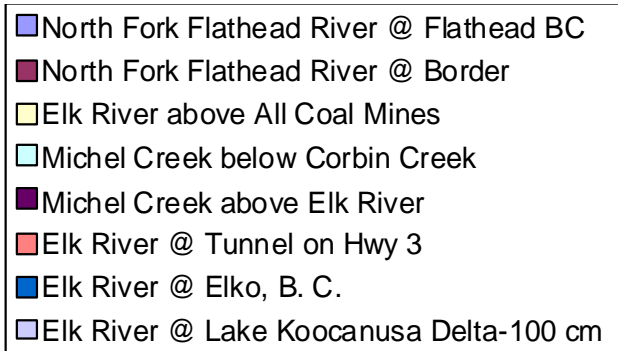 North Fork Flathead River @ Flathead BC
North Fork Flathead River @ Border
Elk River above All Coal Mines
Michel Creek below Corbin Creek
Michel Creek above Elk River
Elk River @ Tunnel on Hwy 3
Elk River @ Elko, B. C.
Elk River @ Lake Koocanusa Delta-100 cm